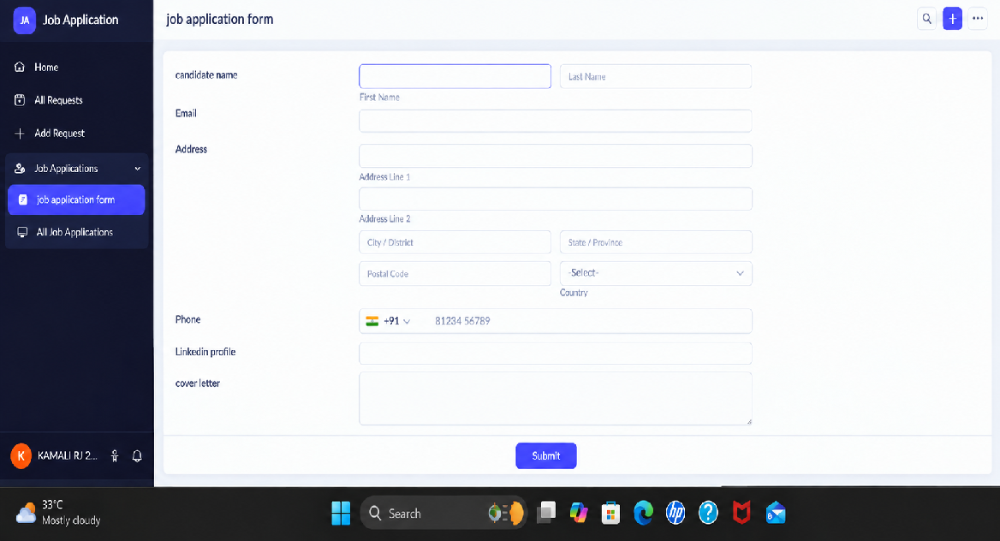 JA Job Application
Home
All Requests
Add Request
Job Applications
job application form
All Job Applications
K KAMALI RJ 2...
job application form
candidate name
Last Name
First Name
Email
Address
Address Line 1
Address Line 2
City / District State / Province
Postal Code -Select-
Country
Phone +91 81234 56789
Linkedin profile
cover letter
Submit
33°C
Mostly cloudy
Search
hp
?